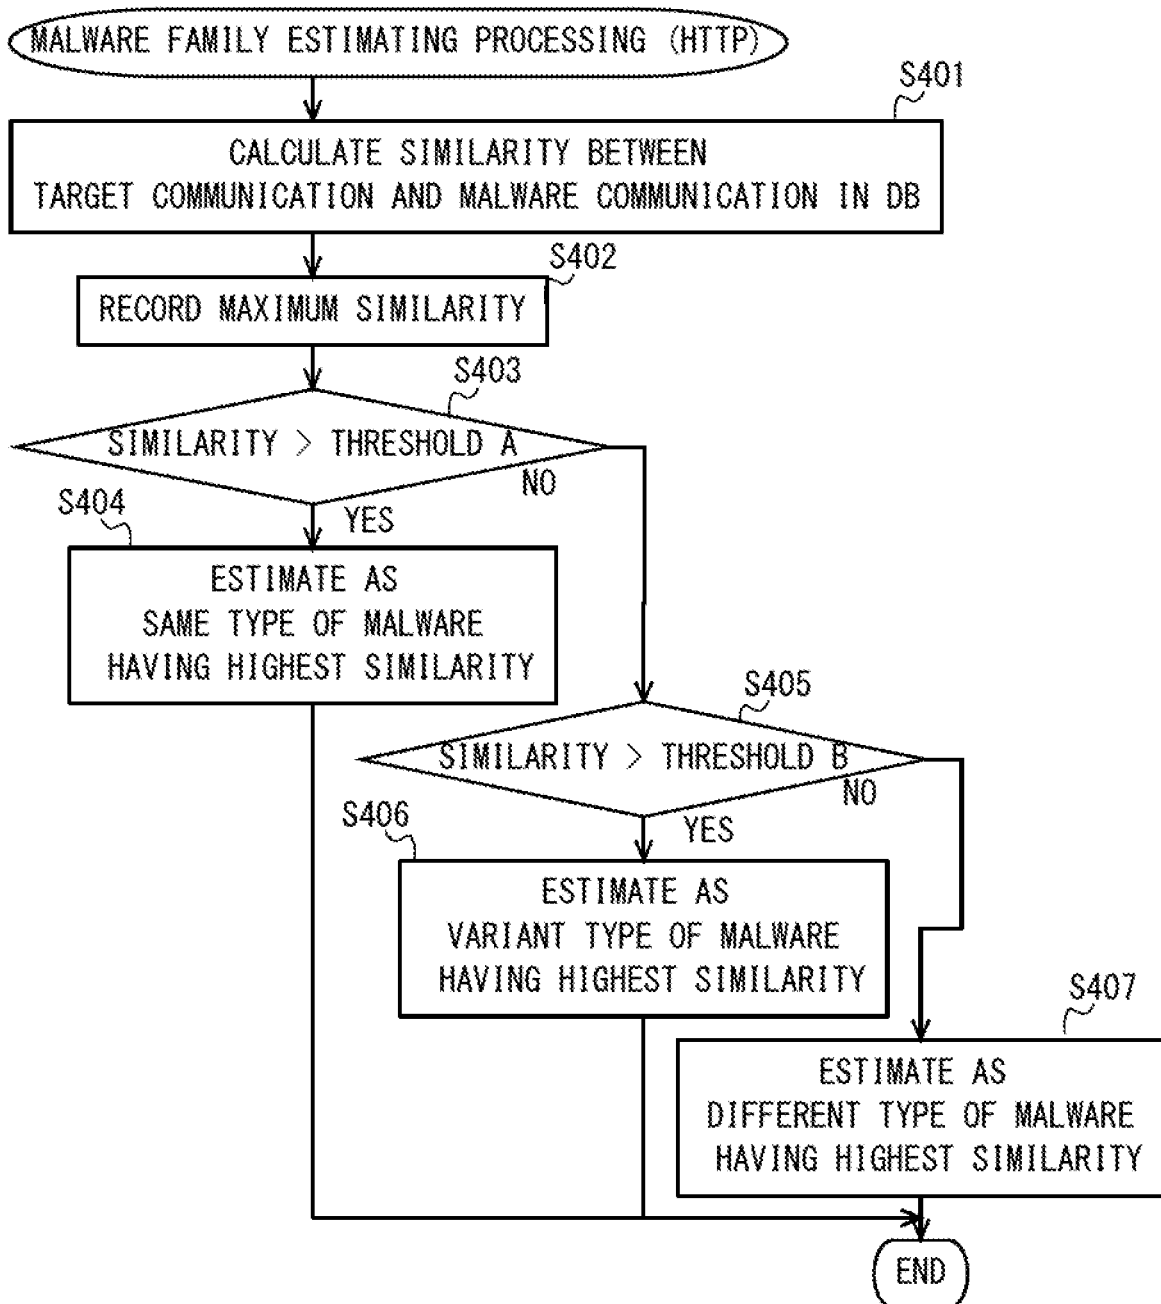 MALWARE FAMILY ESTIMATING PROCESSING (HTTP)
S401
CALCULATE SIMILARITY BETWEEN
TARGET COMMUNICATION AND MALWARE COMMUNICATION IN DB
S402
RECORD MAXIMUM SIMILARITY
S403
SIMILARITY > THRESHOLD A
NO
YES
S404
ESTIMATE AS
SAME TYPE OF MALWARE
HAVING HIGHEST SIMILARITY
S405
SIMILARITY > THRESHOLD B
NO
YES
S406
ESTIMATE AS
VARIANT TYPE OF MALWARE
HAVING HIGHEST SIMILARITY
S407
ESTIMATE AS
DIFFERENT TYPE OF MALWARE
HAVING HIGHEST SIMILARITY
END